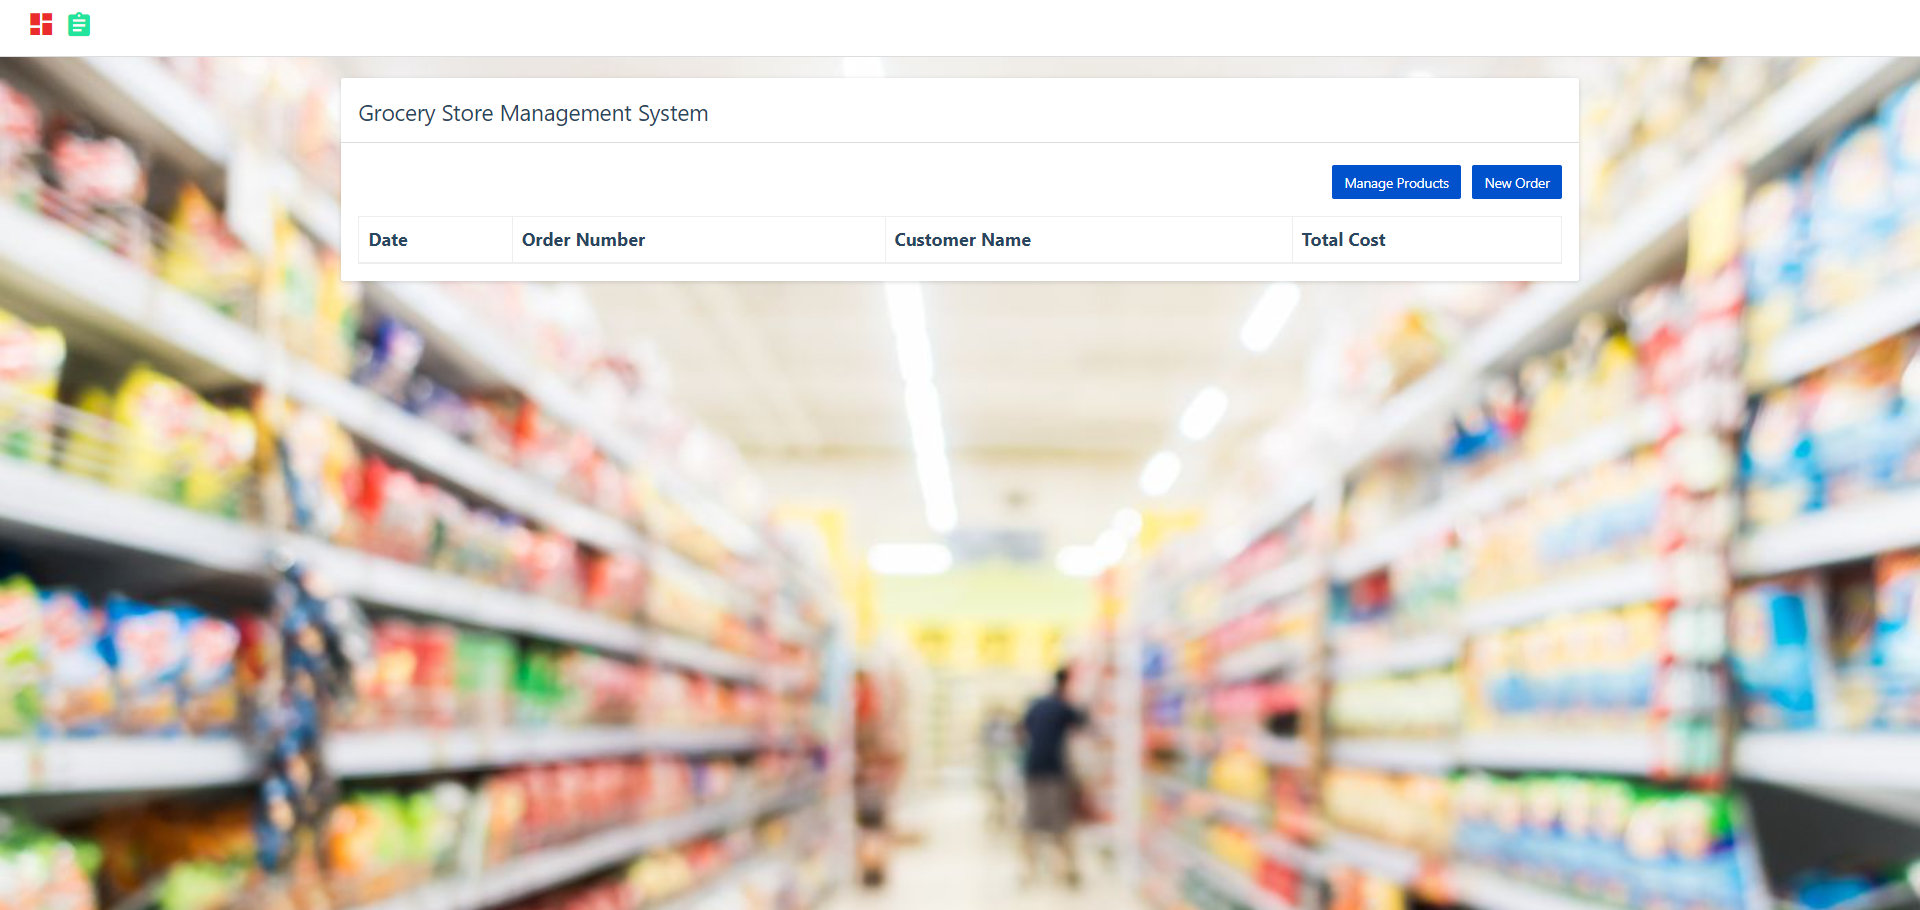 Grocery Store Management System
Manage Products New Order
Date Order Number Customer Name Total Cost